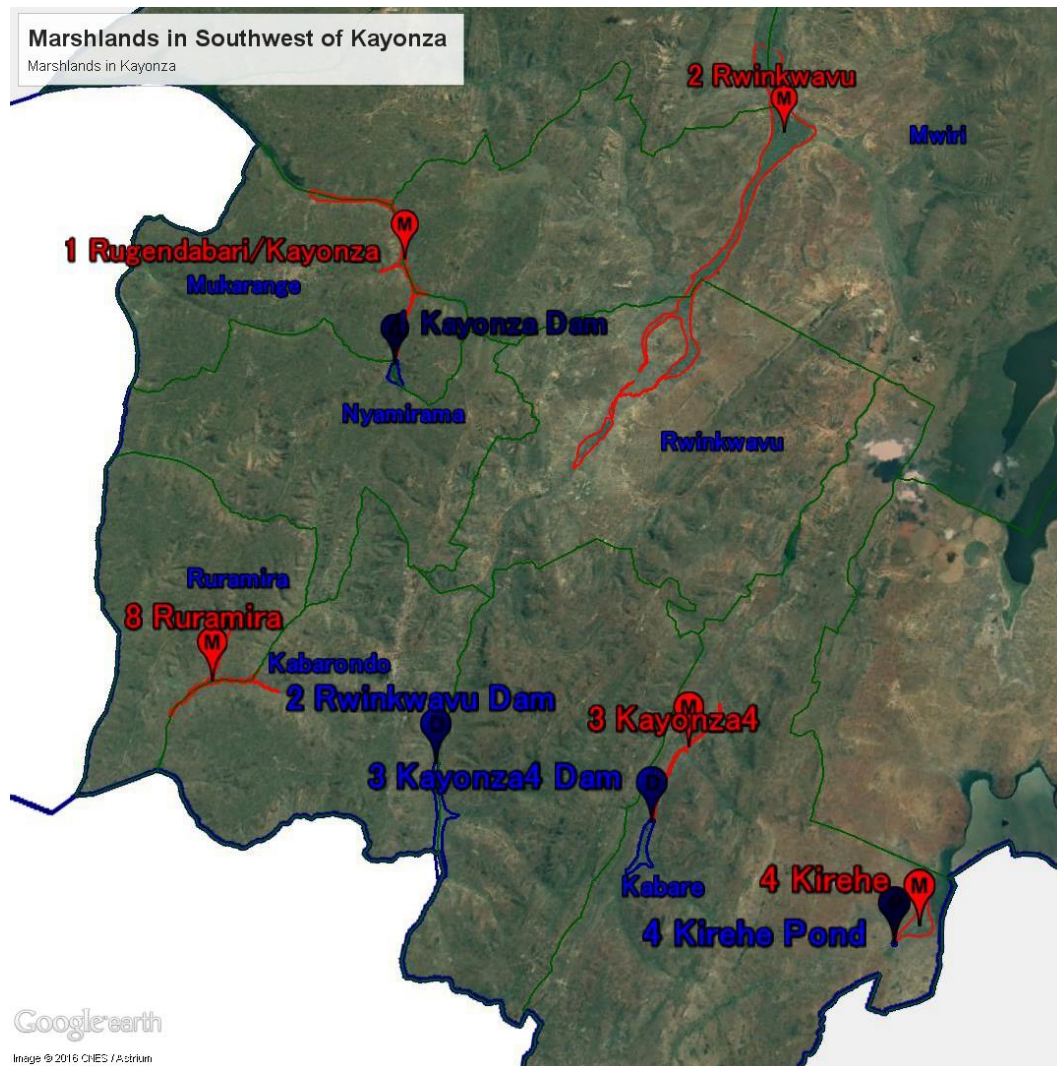 Marshlands in Southwest of Kayonza
Marshlands in Kayonza
2 Rwinkwavu
M
Mwiri
M
1 Rugendabari/Kayonza
Mukarange
Kayonza Dam
Nyamirama
Rwinkwavu
Ruramira
8 Ruramira
M
Kabarondo
2 Rwinkwavu Dam
D
3 Kayonza4
M
3 Kayonza4 Dam
D
Kabare
4 Kirehe
M
4 Kirehe Pond
Google earth
Image © 2016 CNES / Astrium